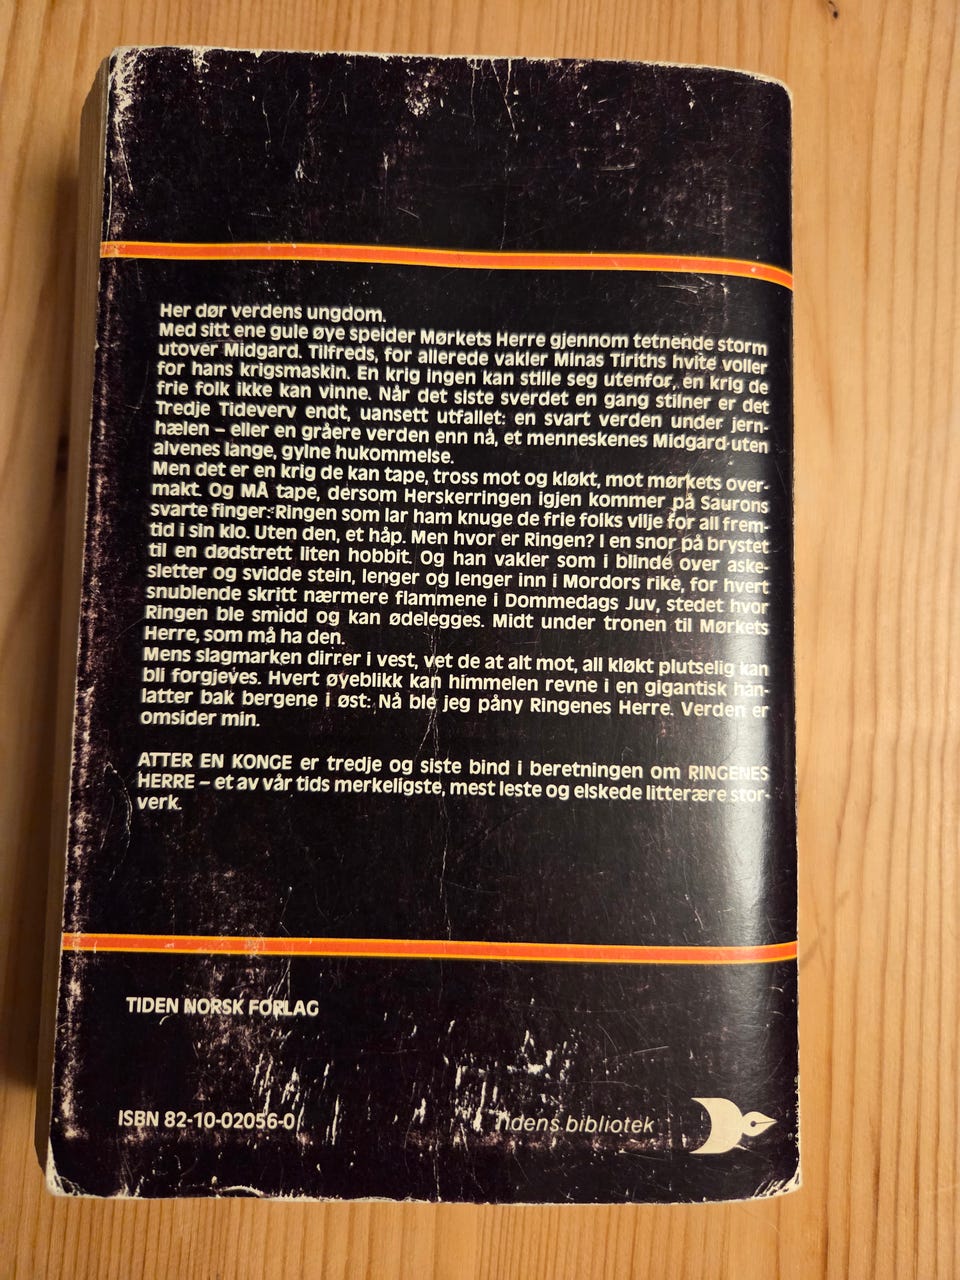 Her dør verdens ungdom.
Med sitt ene gule øye speider Mørkets Herre gjennom tetnende storm
utover Midgard. Tilfreds, for allerede vakler Minas Tiriths hvite voller
for hans krigsmaskin. En krig ingen kan stille seg utenfor, en krig de
frie folk ikke kan vinne. Når det siste sverdet en gang stilner er det
Tredje Tideverv endt, uansett utfallet: en svart verden under jern-
hælen – eller en gråere verden enn nå, et menneskenes Midgard uten
alvenes lange, gylne hukommelse.
Men det er en krig de kan tape, tross mot og kløkt, mot mørkets over-
makt. Og MÅ tape, dersom Herskerringen igjen kommer på Saurons
svarte finger: Ringen som lar ham knuge de frie folks vilje for all frem-
tid i sin klo. Uten den, et håp. Men hvor er Ringen? I en snor på brystet
til en dødstrett liten hobbit. Og han vakler som i blinde over aske-
sletter og svidde stein, lenger og lenger inn i Mordors rike, for hvert
snublende skritt nærmere flammene i Dommedags Juv, stedet hvor
Ringen ble smidd og kan ødelegges. Midt under tronen til Mørkets
Herre, som må ha den.
Mens slagmarken dirrer i vest, vet de at alt mot, all kløkt plutselig kan
bli forgjeves. Hvert øyeblikk kan himmelen revne i en gigantisk hån-
latter bak bergene i øst: Nå ble jeg påny Ringenes Herre. Verden er
omsider min.
ATTER EN KONGE er tredje og siste bind i beretningen om RINGENES
HERRE – et av vår tids merkeligste, mest leste og elskede litterære stor-
verk.
TIDEN NORSK FORLAG
ISBN 82-10-02056-0
Tidens bibliotek